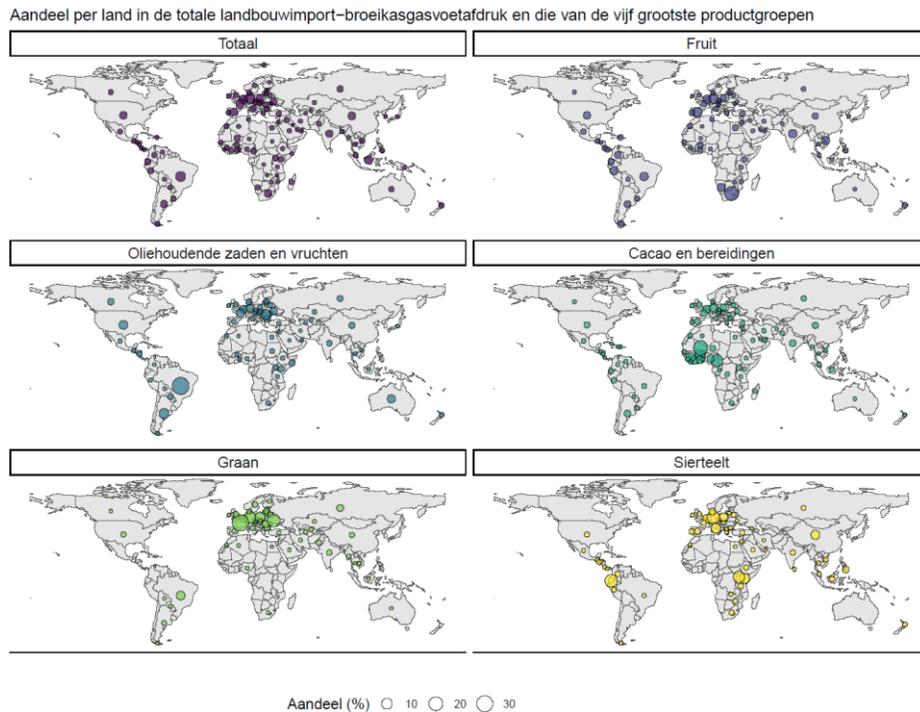 Aandeel per land in de totale landbouwimport−broeikasgasvoetafdruk en die van de vijf grootste productgroepen
Totaal
Fruit
Oliehoudende zaden en vruchten
Cacao en bereidingen
Graan
Sierteelt
Aandeel (%) 10 20 30